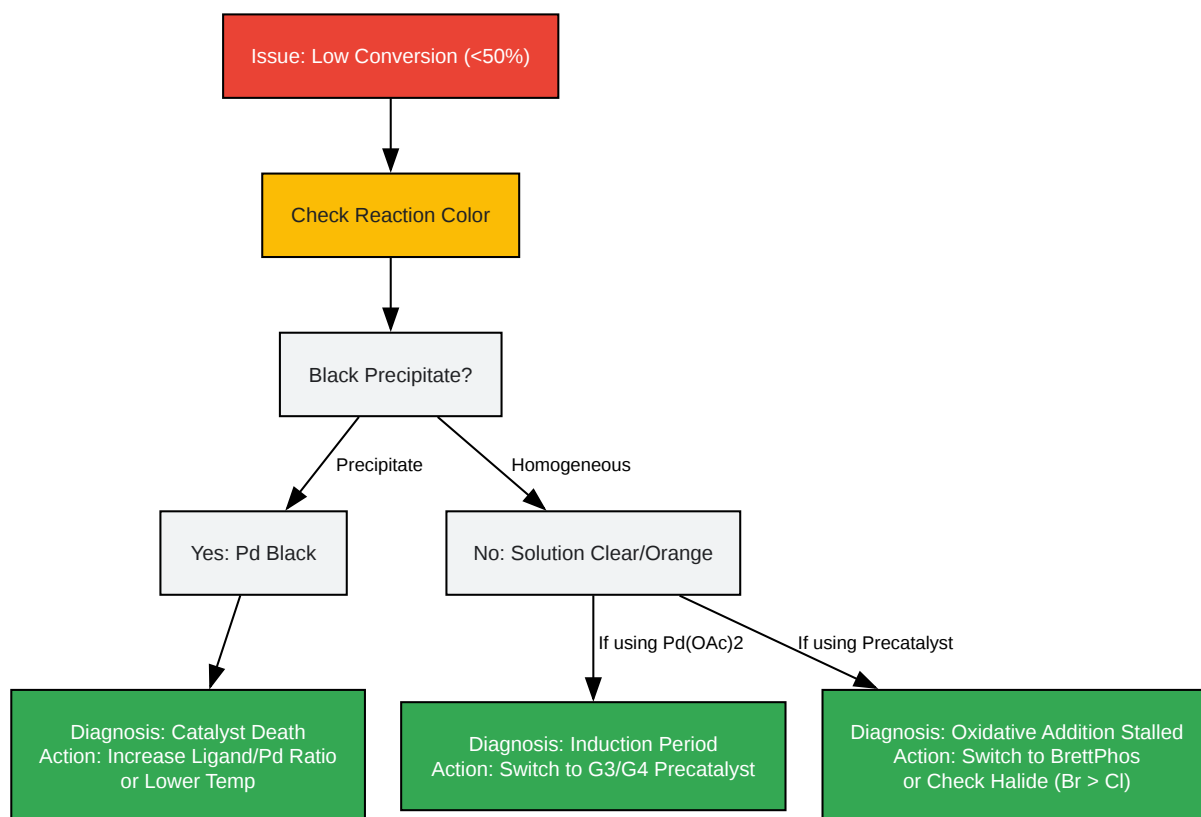 Issue: Low Conversion (<50%)
Check Reaction Color
Black Precipitate?
Precipitate
Homogeneous
Yes: Pd Black
No: Solution Clear/Orange
If using Pd(OAc)2
If using Precatalyst
Diagnosis: Catalyst Death
Action: Increase Ligand/Pd Ratio
or Lower Temp
Diagnosis: Induction Period
Action: Switch to G3/G4 Precatalyst
Diagnosis: Oxidative Addition Stalled
Action: Switch to BrettPhos
or Check Halide (Br > Cl)